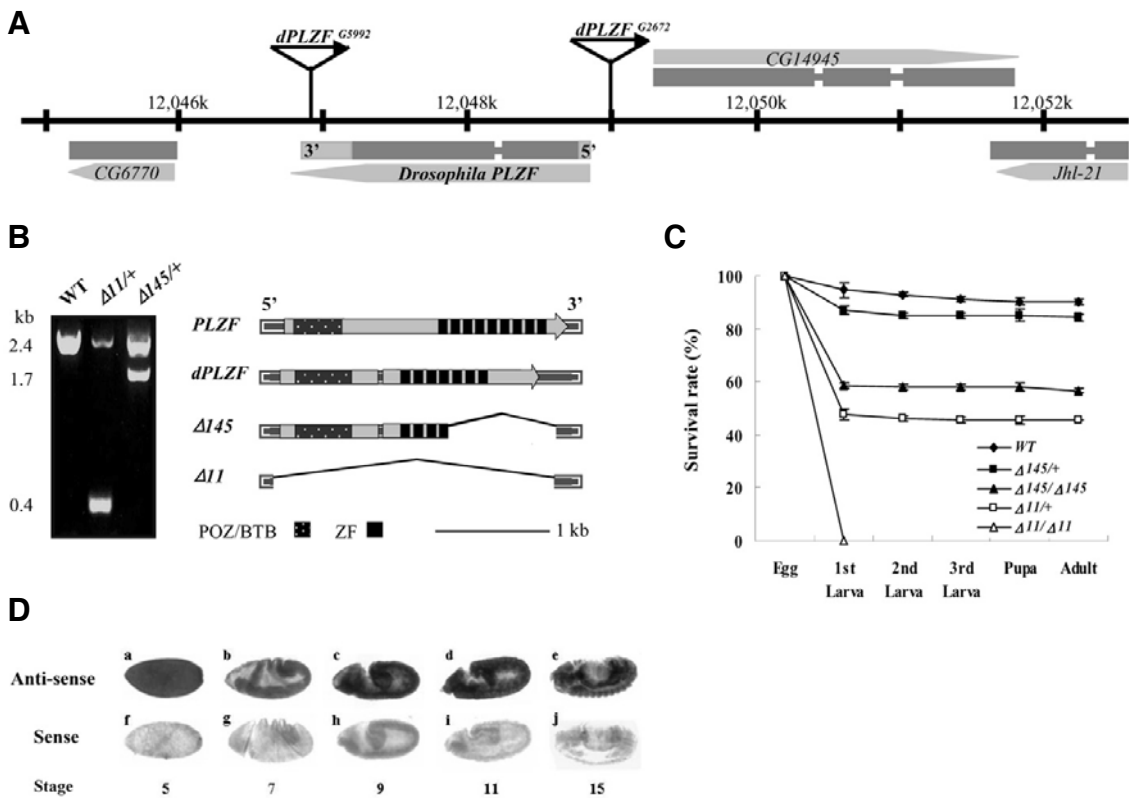 A
dPLZF G5992
dPLZF G2672
CG14945
12,046k 12,048k 12,050k 12,052k
3' 5'
CG6770 Drosophila PLZF Jhl-21
B
WT Δ11/+ Δ145/+
kb
2.4
1.7
0.4
5' 3'
PLZF
dPLZF
Δ145
Δ11
POZ/BTB ZF 1 kb
C
Survival rate (%)
100
80
60
40
20
0
WT
Δ145/+
Δ145/Δ145
Δ11/+
Δ11/Δ11
Egg 1st Larva 2nd Larva 3rd Larva Pupa Adult
D
a b c d e
Anti-sense
f g h i j
Sense
Stage 5 7 9 11 15